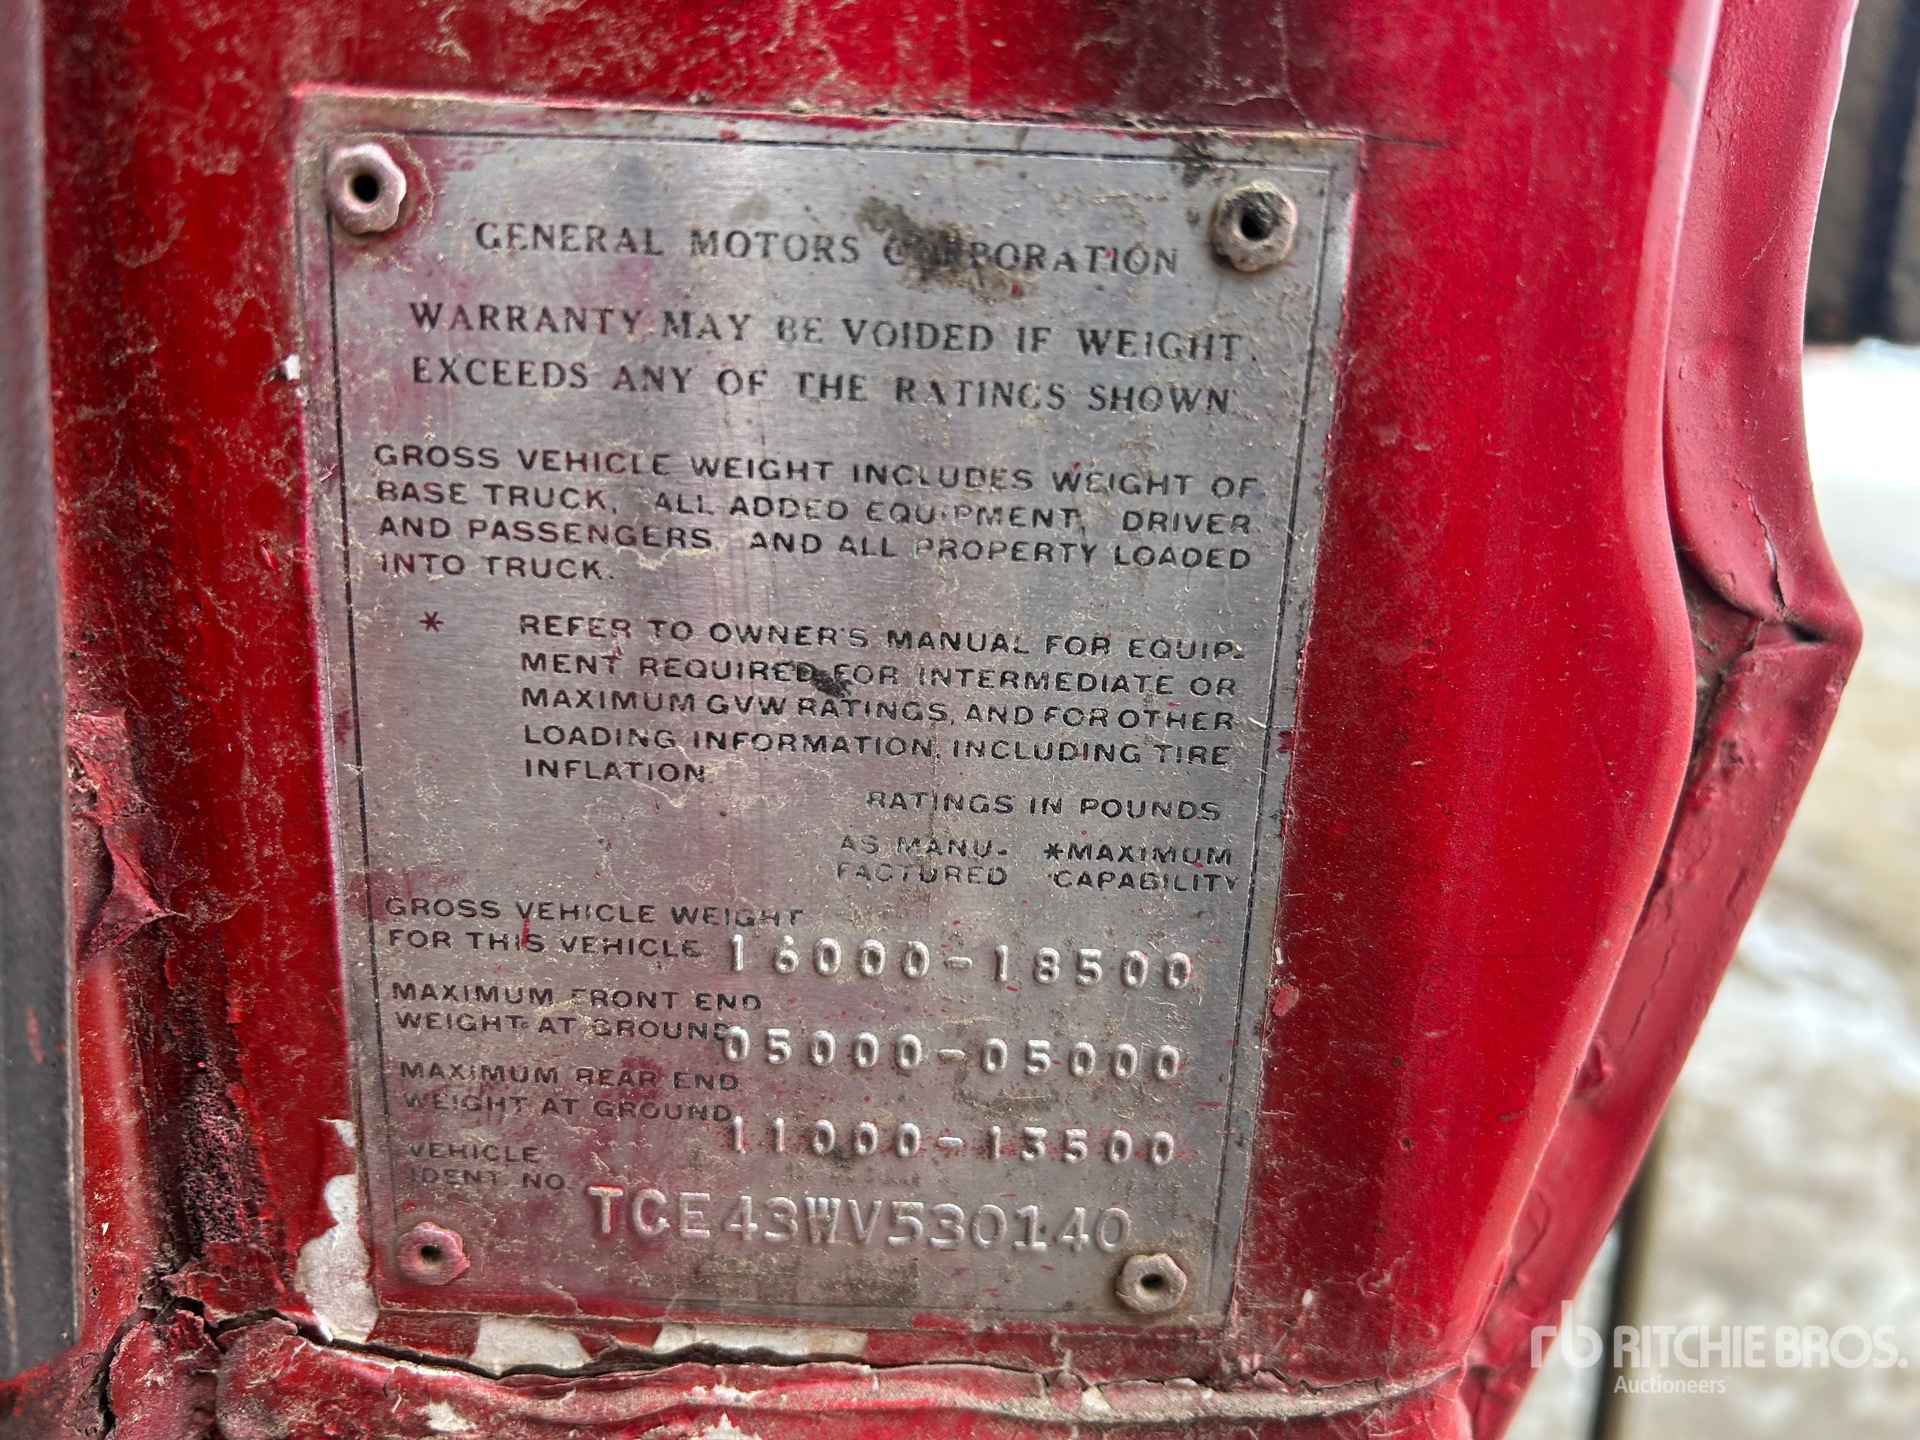 GENERAL MOTORS CORPORATION
WARRANTY MAY BE VOIDED IF WEIGHT
EXCEEDS ANY OF THE RATINGS SHOWN.
GROSS VEHICLE WEIGHT INCLUDES WEIGHT OF
BASE TRUCK, ALL ADDED EQUIPMENT, DRIVER
AND PASSENGERS AND ALL PROPERTY LOADED
INTO TRUCK.
* REFER TO OWNER'S MANUAL FOR EQUIP-
MENT REQUIRED FOR INTERMEDIATE OR
MAXIMUM GVW RATINGS, AND FOR OTHER
LOADING INFORMATION, INCLUDING TIRE
INFLATION.
RATINGS IN POUNDS
AS MANU- *MAXIMUM
FACTURED CAPABILITY
GROSS VEHICLE WEIGHT
FOR THIS VEHICLE 16000-18500
MAXIMUM FRONT END
WEIGHT AT GROUND 05000-05000
MAXIMUM REAR END
WEIGHT AT GROUND 11000-13500
VEHICLE
IDENT. NO. TCE43WV530140
rb RITCHIE BROS.
Auctioneers